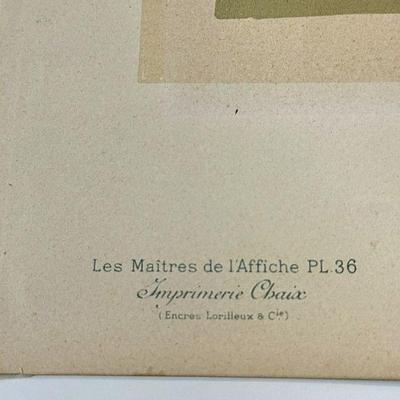 Les Maîtres de l'Affiche PL.36
Imprimerie Chaix
(Encres Lorilleux & Cie)